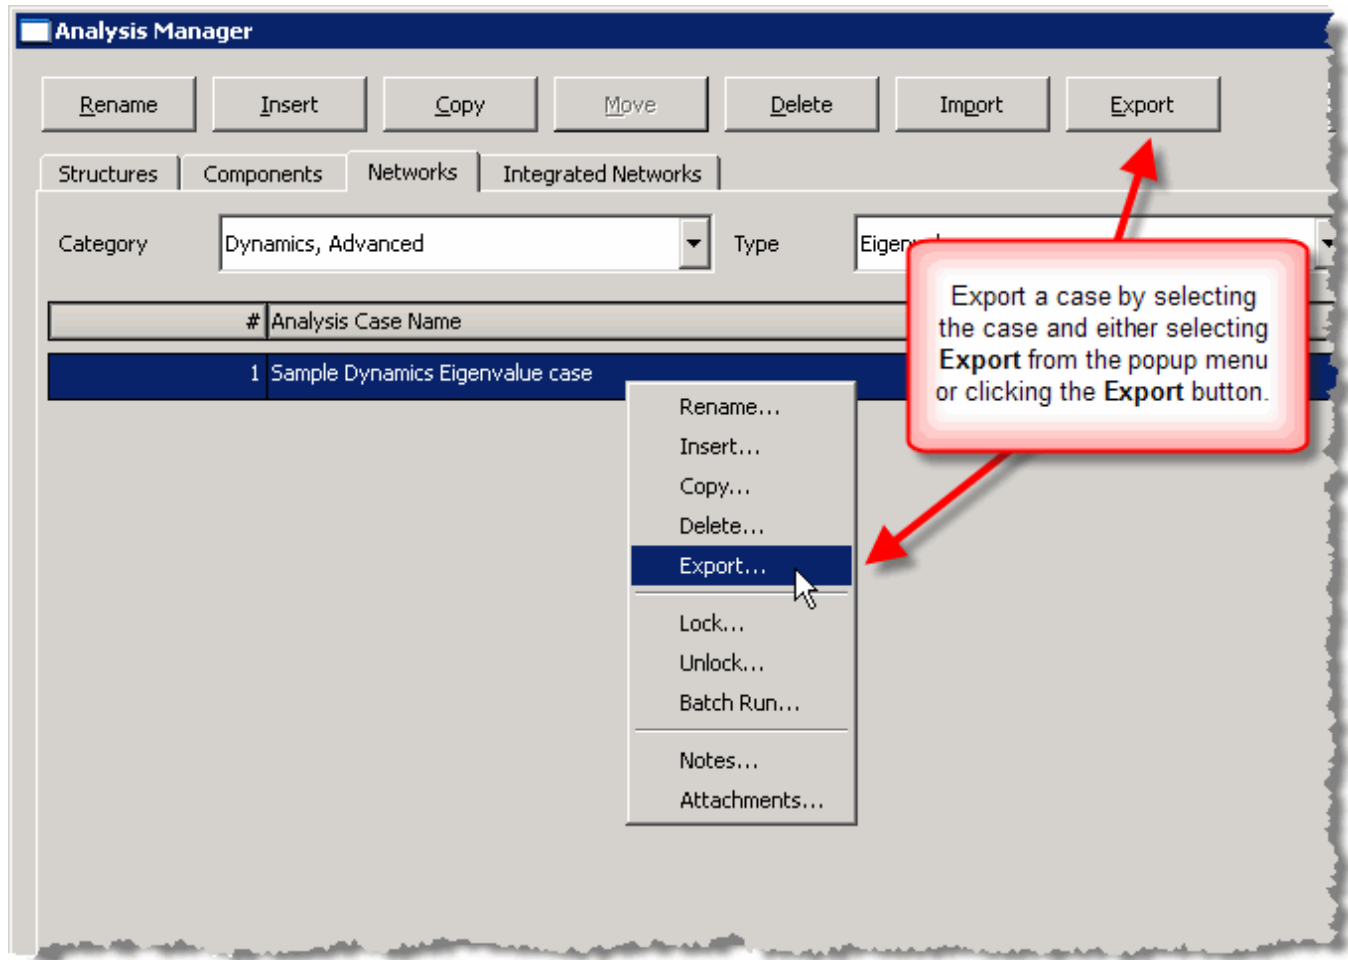 Analysis Manager
Rename Insert Copy Move Delete Import Export
Structures Components Networks Integrated Networks
Category Dynamics, Advanced Type
# Analysis Case Name
1 Sample Dynamics Eigenvalue case
Export a case by selecting
the case and either selecting
Export from the popup menu
or clicking the Export button.
Rename...
Insert...
Copy...
Delete...
Export...
Lock...
Unlock...
Batch Run...
Notes...
Attachments...